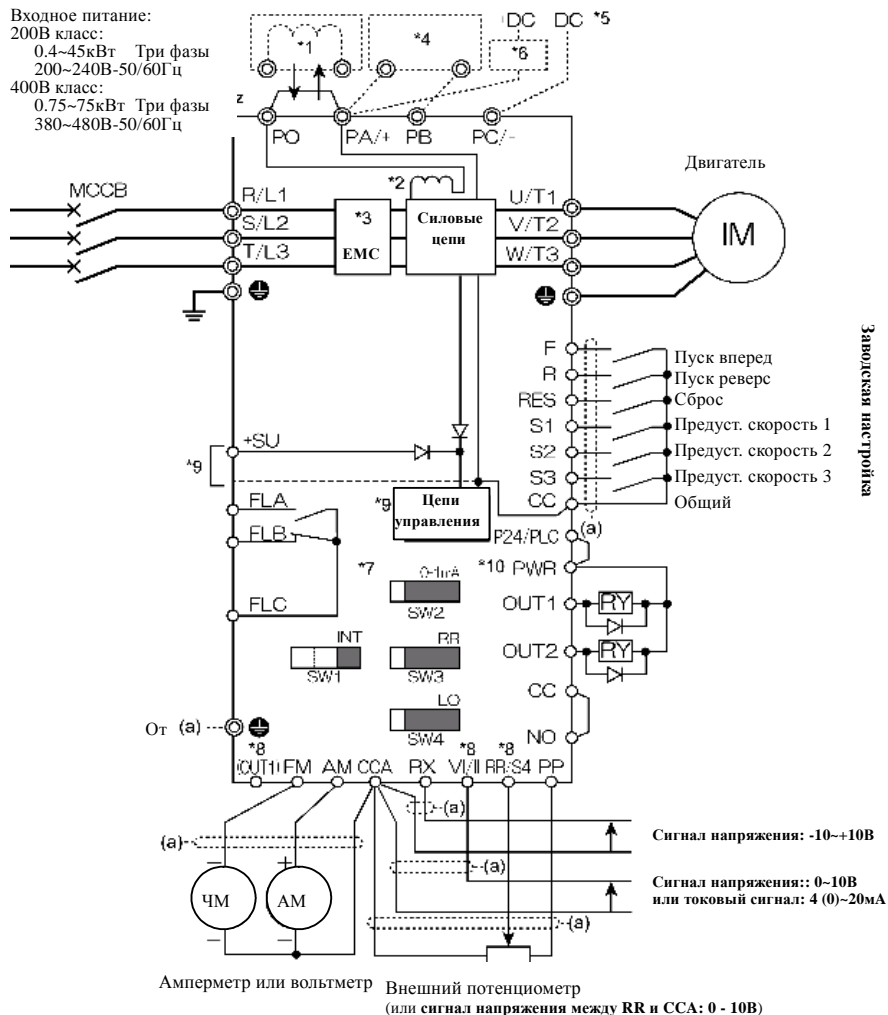 Входное питание:
200В класс:
0.4~45кВт Три фазы
200~240В-50/60Гц
400В класс:
0.75~75кВт Три фазы
380~480В-50/60Гц
*1
*4
DC DC *5
*6
z
PO PA/+ PB PC/-
Двигатель
MCCB
R/L1
S/L2
T/L3
*2
*3
EMC
Силовые
цепи
U/T1
V/T2
W/T3
IM
Заводская настройка
F Пуск вперед
R Пуск реверс
RES Сброс
S1 Предуст. скорость 1
S2 Предуст. скорость 2
S3 Предуст. скорость 3
CC Общий
+SU
*9
*9
Цепи
управления
FLA
FLB
FLC
P24/PLC (a)
*7
0-1mA
SW2
*10 PWR
OUT1 RY
OUT2 RY
INT
SW1
RR
SW3
LO
SW4
CC
NO
От (a)
*8 *8 *8
(OUT1) FM AM CCA RX VI/II RR/S4 PP
(a)
(a)
(a)
(a)
Сигнал напряжения: -10~+10В
Сигнал напряжения:: 0~10В
или токовый сигнал: 4 (0)~20мА
− +
ЧМ АМ
− −
Амперметр или вольтметр
Внешний потенциометр
(или сигнал напряжения между RR и CCA: 0 - 10В)